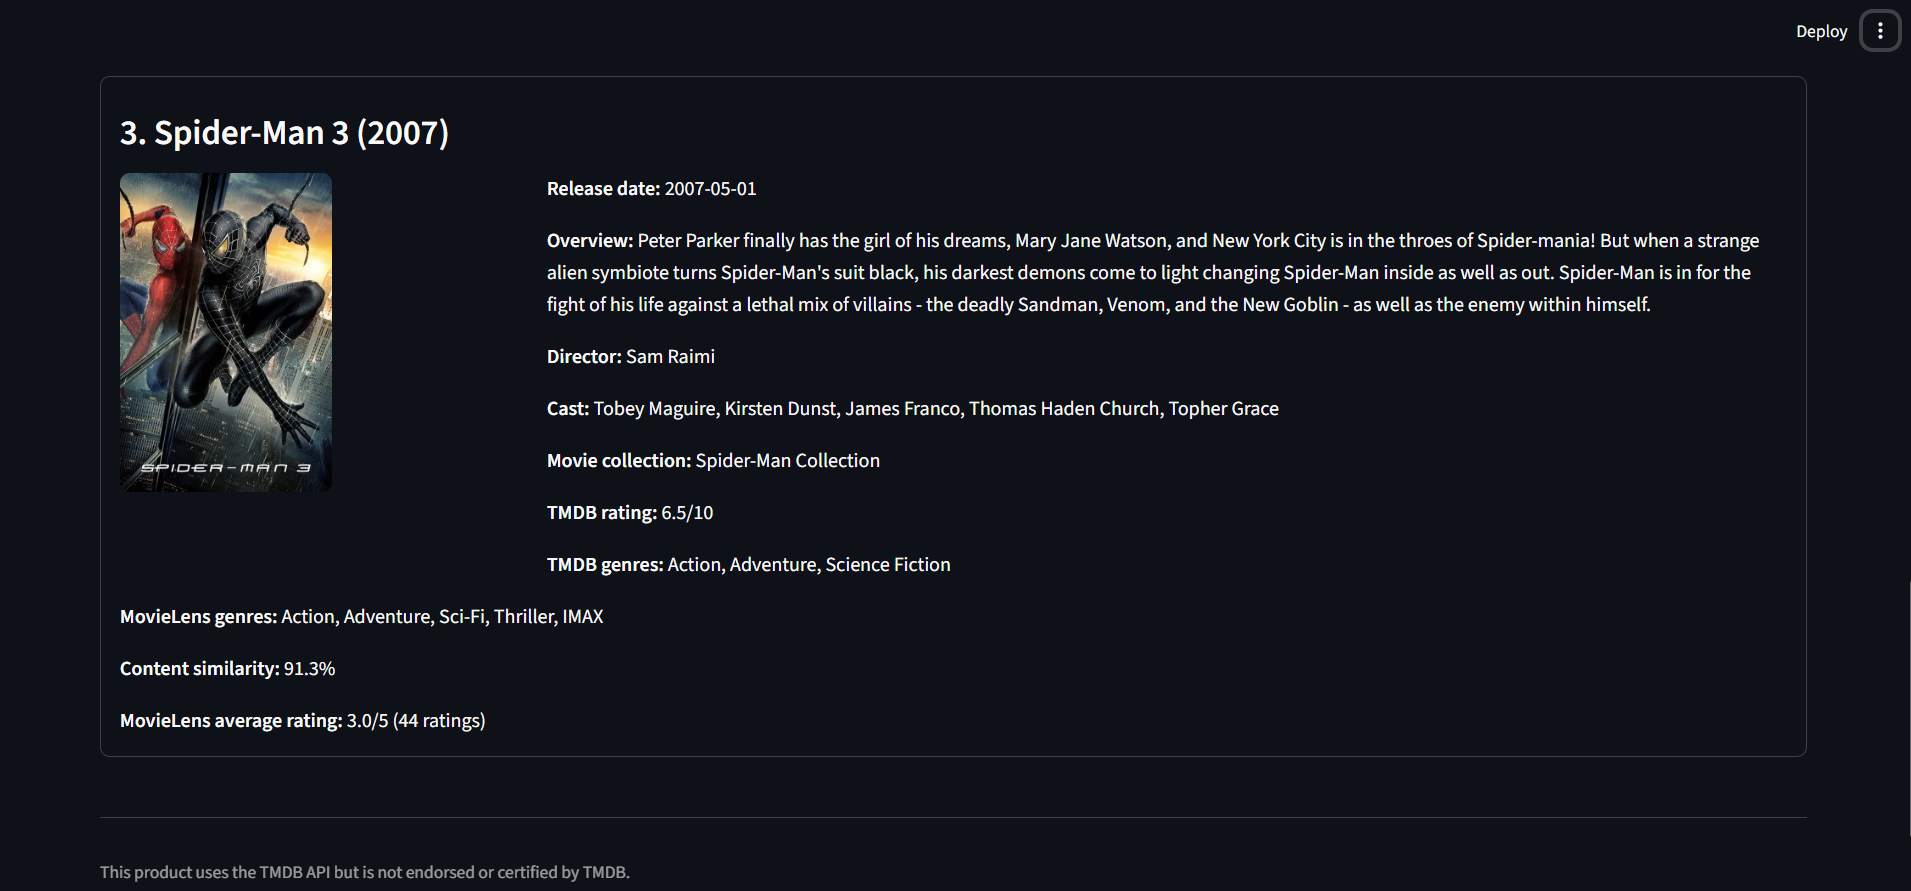 Deploy
3. Spider-Man 3 (2007)
SPIDER-MAN 3
Release date: 2007-05-01
Overview: Peter Parker finally has the girl of his dreams, Mary Jane Watson, and New York City is in the throes of Spider-mania! But when a strange
alien symbiote turns Spider-Man's suit black, his darkest demons come to light changing Spider-Man inside as well as out. Spider-Man is in for the
fight of his life against a lethal mix of villains - the deadly Sandman, Venom, and the New Goblin - as well as the enemy within himself.
Director: Sam Raimi
Cast: Tobey Maguire, Kirsten Dunst, James Franco, Thomas Haden Church, Topher Grace
Movie collection: Spider-Man Collection
TMDB rating: 6.5/10
TMDB genres: Action, Adventure, Science Fiction
MovieLens genres: Action, Adventure, Sci-Fi, Thriller, IMAX
Content similarity: 91.3%
MovieLens average rating: 3.0/5 (44 ratings)
This product uses the TMDB API but is not endorsed or certified by TMDB.